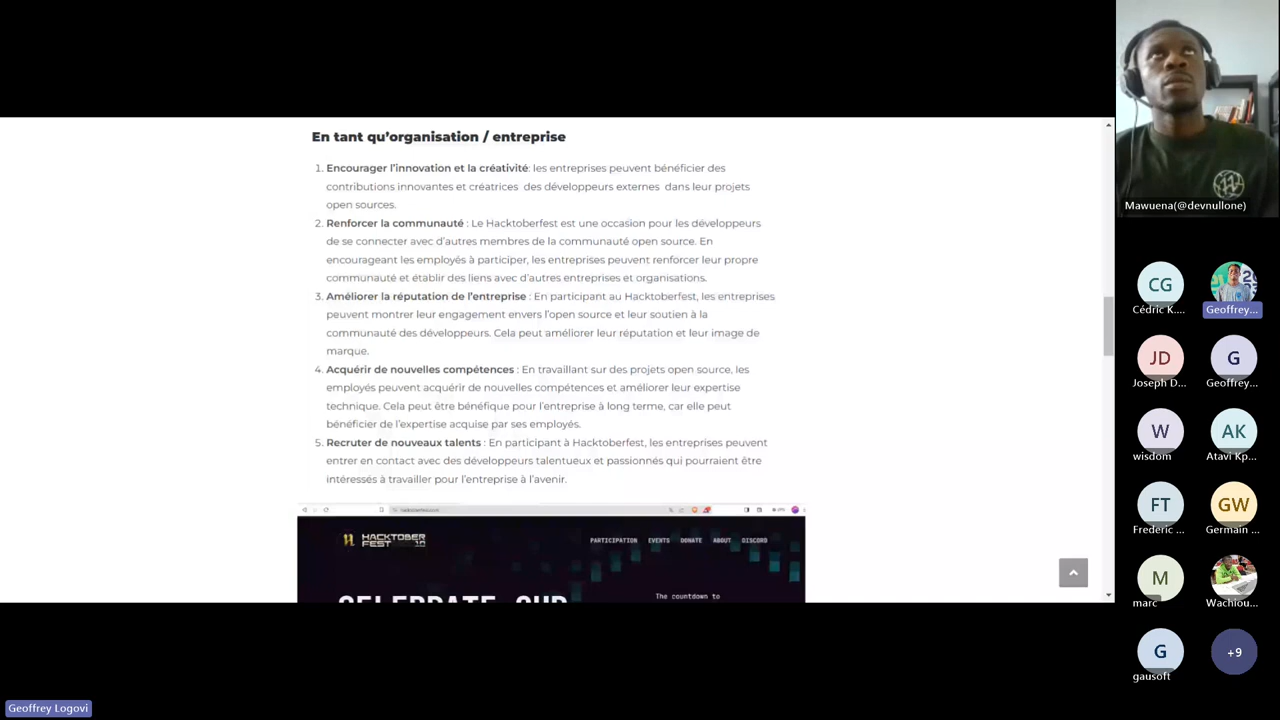 En tant qu'organisation / entreprise
1. Encourager l'innovation et la créativité: les entreprises peuvent bénéficier des
contributions innovantes et créatrices des développeurs externes dans leur projets
open sources.
2. Renforcer la communauté : Le Hacktoberfest est une occasion pour les développeurs
de se connecter avec d'autres membres de la communauté open source. En
encourageant les employés à participer, les entreprises peuvent renforcer leur propre
communauté et établir des liens avec d'autres entreprises et organisations.
3. Améliorer la réputation de l'entreprise : En participant au Hacktoberfest, les entreprises
peuvent montrer leur engagement envers l'open source et leur soutien à la
communauté des développeurs. Cela peut améliorer leur réputation et leur image de
marque.
4. Acquérir de nouvelles compétences : En travaillant sur des projets open source, les
employés peuvent acquérir de nouvelles compétences et améliorer leur expertise
technique. Cela peut être bénéfique pour l'entreprise à long terme, car elle peut
bénéficier de l'expertise acquise par ses employés.
5. Recruter de nouveaux talents : En participant à Hacktoberfest, les entreprises peuvent
entrer en contact avec des développeurs talentueux et passionnés qui pourraient être
intéressés à travailler pour l'entreprise à l'avenir.
hacktoberfest.com
HACKTOBER
FEST 10
PARTICIPATION EVENTS DONATE ABOUT DISCORD
CELEBRATE OUR
The countdown to
Mawuena(@devnullone)
CG
Cédric K....
Geoffrey...
JD
Joseph D...
G
Geoffrey...
W
wisdom
AK
Atavi Kp...
FT
Frederic ...
GW
Germain ...
M
marc
Wachiou...
G
gausoft
+9
Geoffrey Logovi